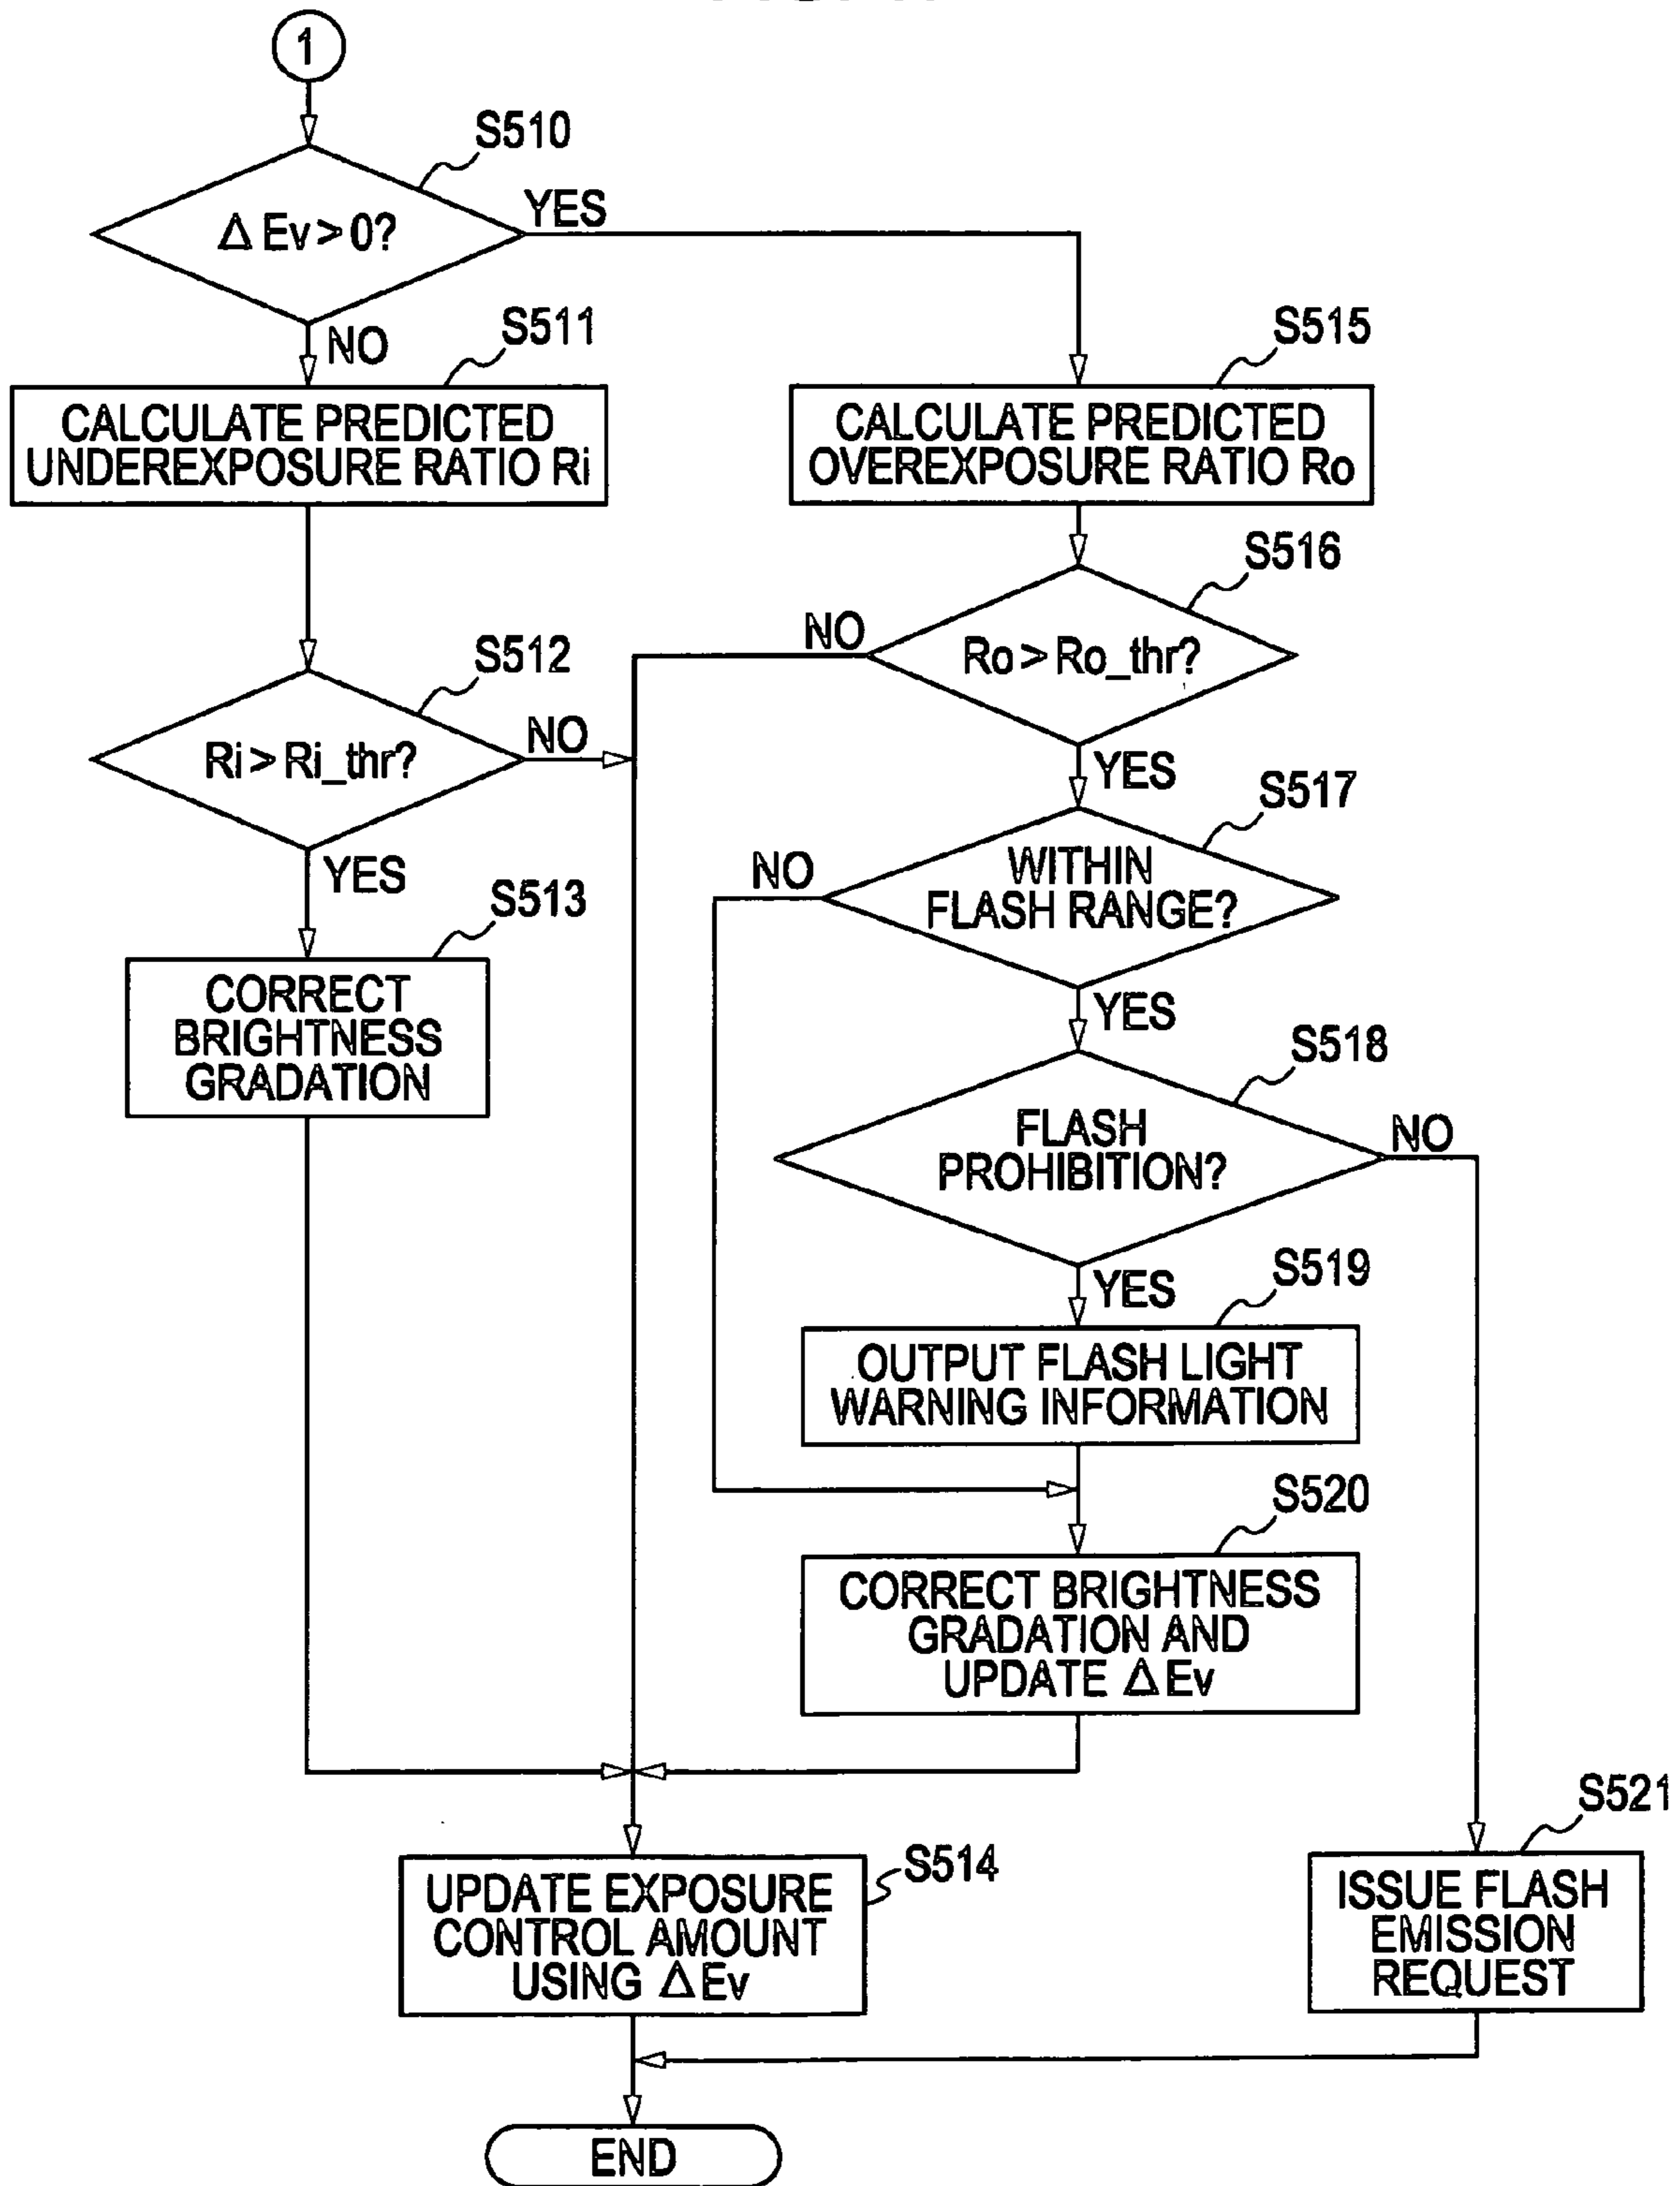 1
S510
Δ Ev > 0?
YES
NO
S511
CALCULATE PREDICTED
UNDEREXPOSURE RATIO Ri
S512
Ri > Ri_thr?
NO
YES
S513
CORRECT
BRIGHTNESS
GRADATION
S515
CALCULATE PREDICTED
OVEREXPOSURE RATIO Ro
S516
NO
Ro > Ro_thr?
YES
S517
NO
WITHIN
FLASH RANGE?
YES
S518
FLASH
PROHIBITION?
NO
YES
S519
OUTPUT FLASH LIGHT
WARNING INFORMATION
S520
CORRECT BRIGHTNESS
GRADATION AND
UPDATE Δ Ev
S514
UPDATE EXPOSURE
CONTROL AMOUNT
USING Δ Ev
S521
ISSUE FLASH
EMISSION
REQUEST
END